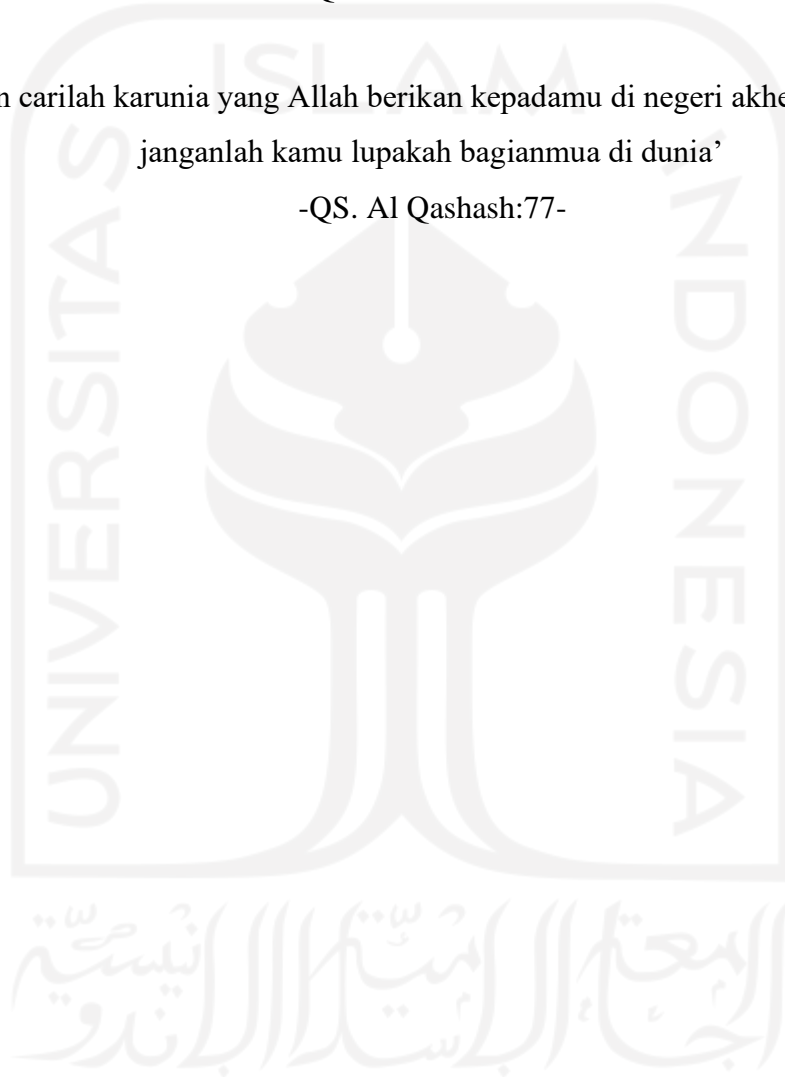 carilah karunia yang Allah berikan kepadamu di negeri
janganlah kamu lupakah bagianmua di dunia’
-QS. Al Qashash:77-
ISLAM
UNIVERSITAS
INDONESIA